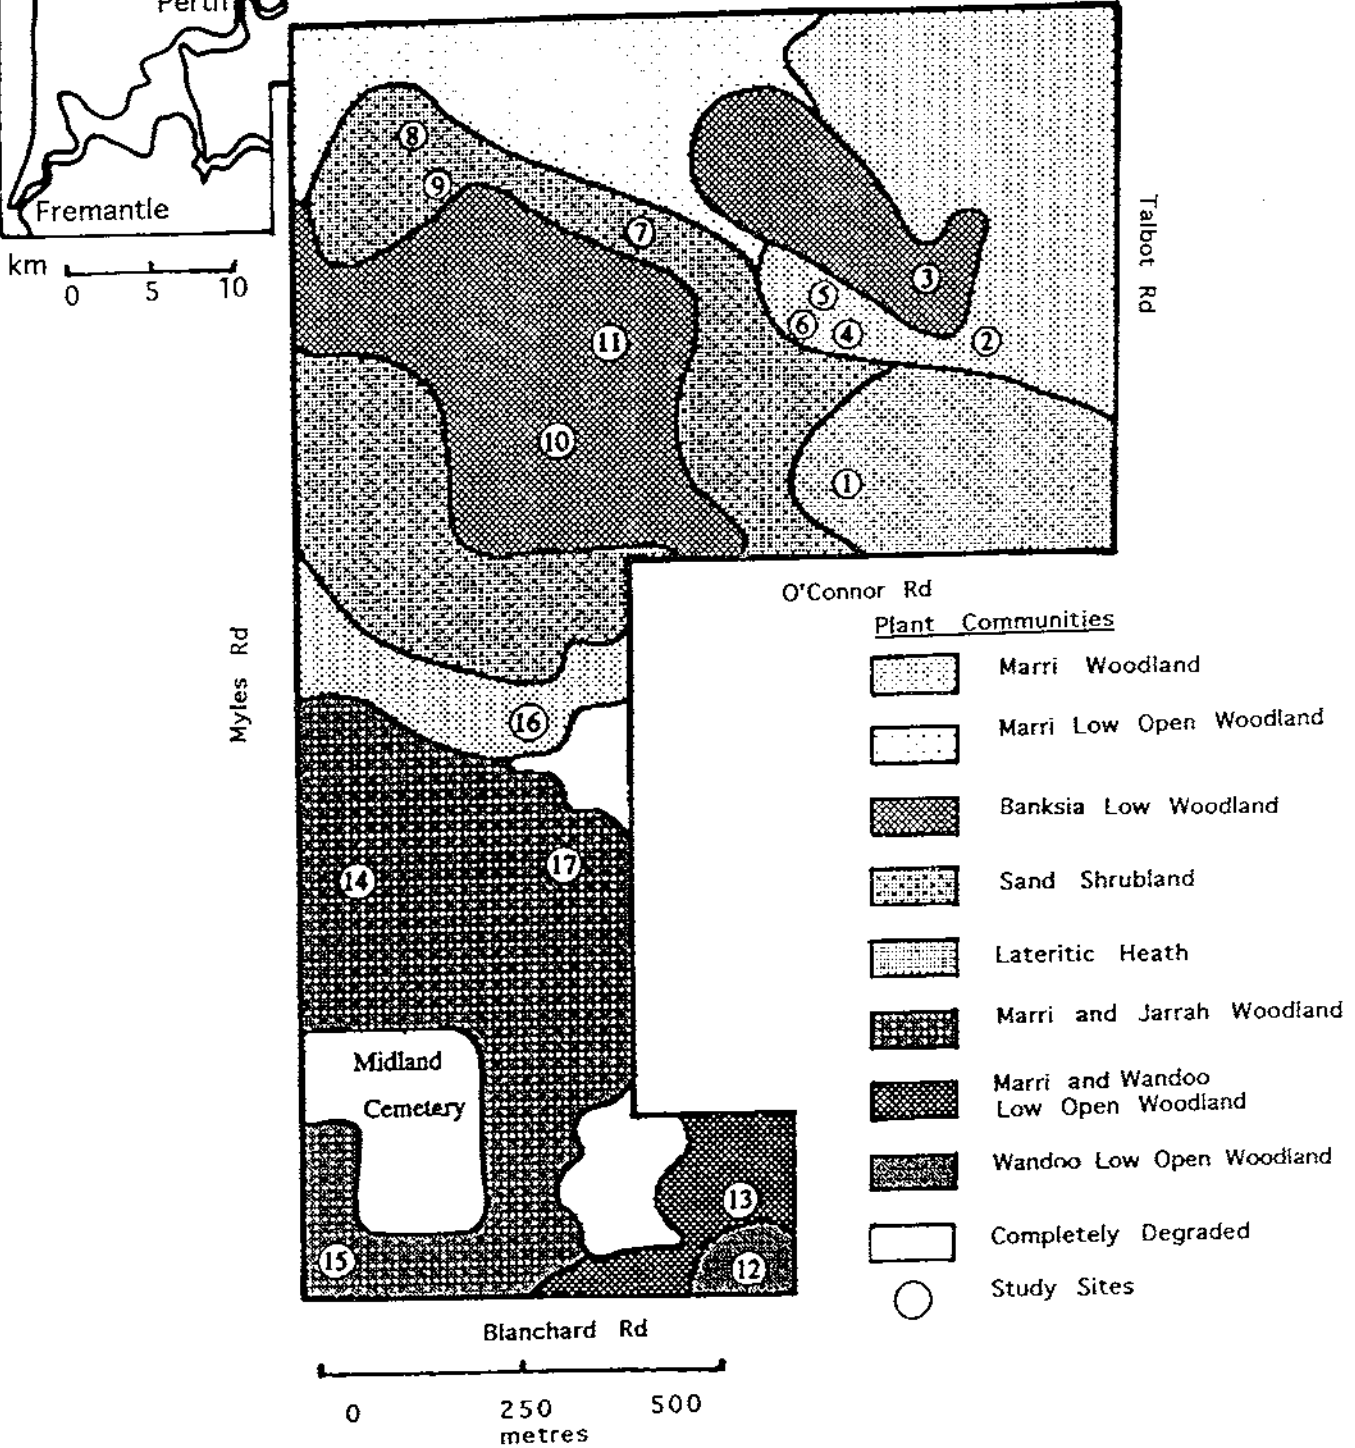 Perth
Fremantle
km
0 5 10
8
9
7
3
5
6
4
2
11
10
1
Talbot Rd
O'Connor Rd
Myles Rd
16
14
17
Midland
Cemetery
13
15
12
Blanchard Rd
0 250 500
metres
Plant Communities
Marri Woodland
Marri Low Open Woodland
Banksia Low Woodland
Sand Shrubland
Lateritic Heath
Marri and Jarrah Woodland
Marri and Wandoo
Low Open Woodland
Wandoo Low Open Woodland
Completely Degraded
Study Sites